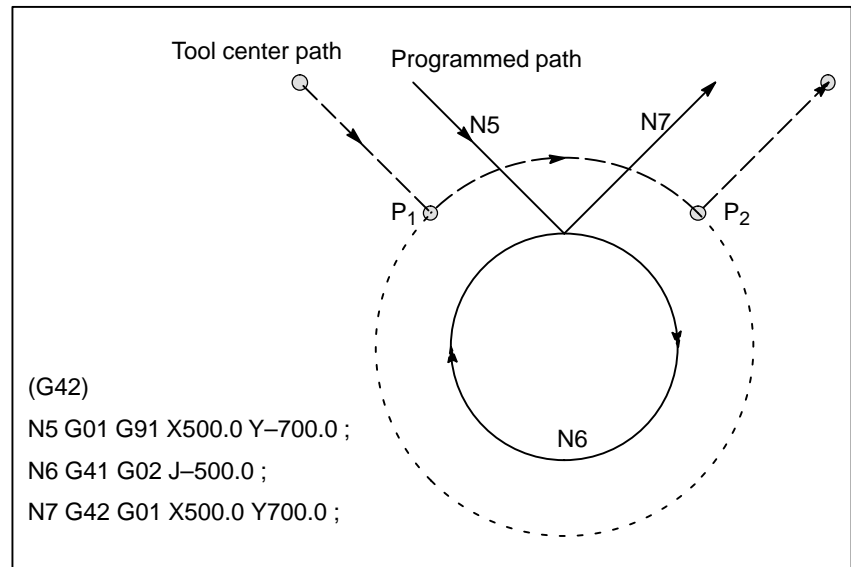 Tool center path
Programmed path
N5
N7
P1
P2
N6
(G42)
N5 G01 G91 X500.0 Y–700.0 ;
N6 G41 G02 J–500.0 ;
N7 G42 G01 X500.0 Y700.0 ;